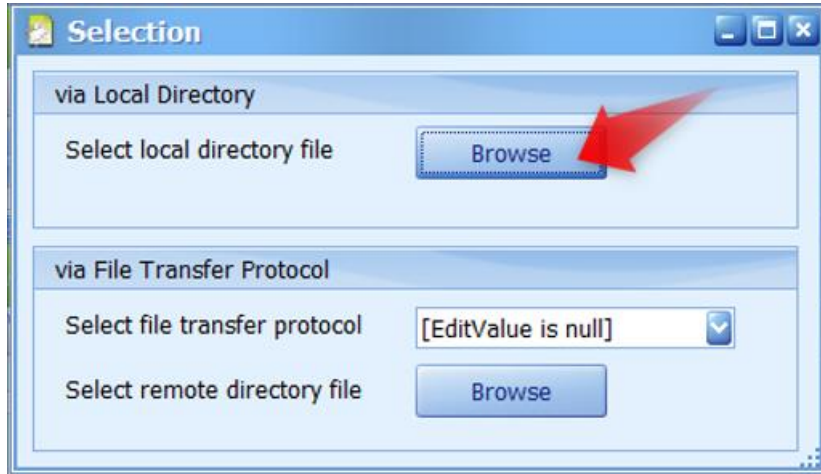 Selection
via Local Directory
Select local directory file Browse
via File Transfer Protocol
Select file transfer protocol [EditValue is null]
Select remote directory file Browse